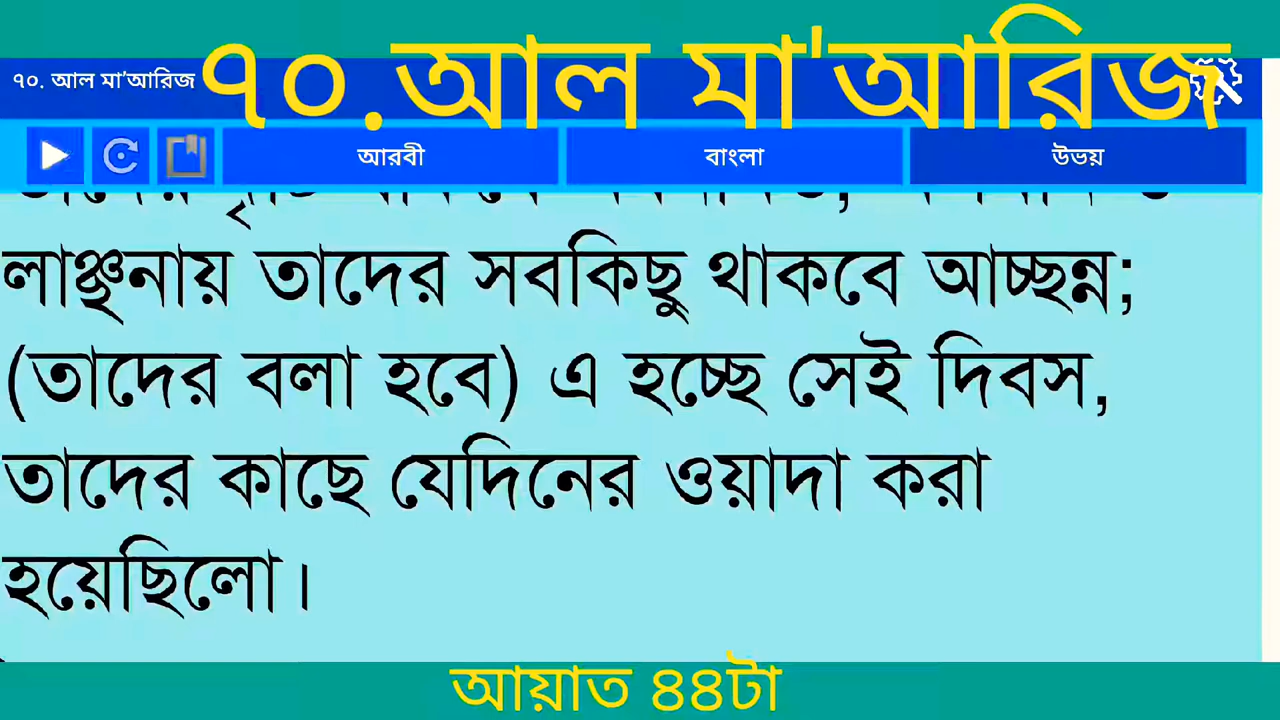 ৭০.আল মা'আরিজ
৭০. আল মা'আরিজ
আরবী
বাংলা
উভয়
লাঞ্ছনায় তাদের সবকিছু থাকবে আচ্ছন্ন;
(তাদের বলা হবে) এ হচ্ছে সেই দিবস,
তাদের কাছে যেদিনের ওয়াদা করা
হয়েছিলো।
আয়াত ৪৪টা